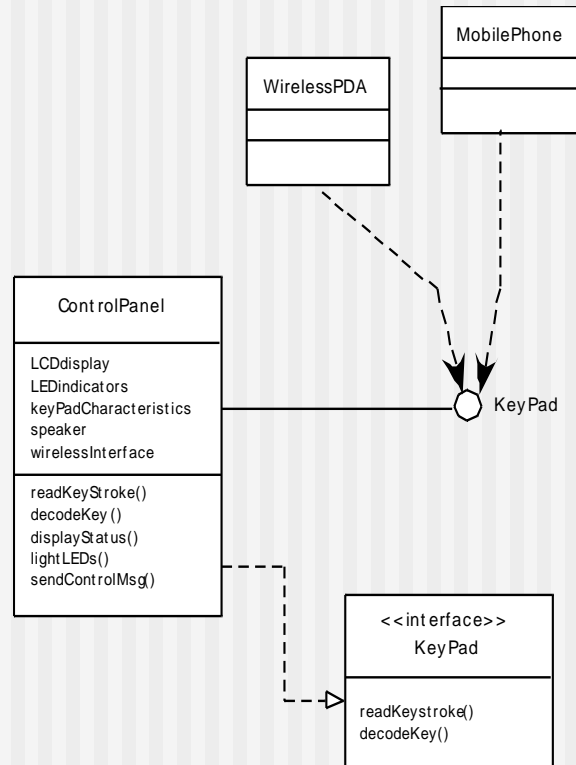 MobilePhone
WirelessPDA
ControlPanel
LCDdisplay
LEDindicators
keyPadCharacteristics
speaker
wirelessInterface
readKeyStroke()
decodeKey()
displayStatus()
lightLEDs()
sendControlMsg()
KeyPad
<<interface>>
KeyPad
readKeystroke()
decodeKey()